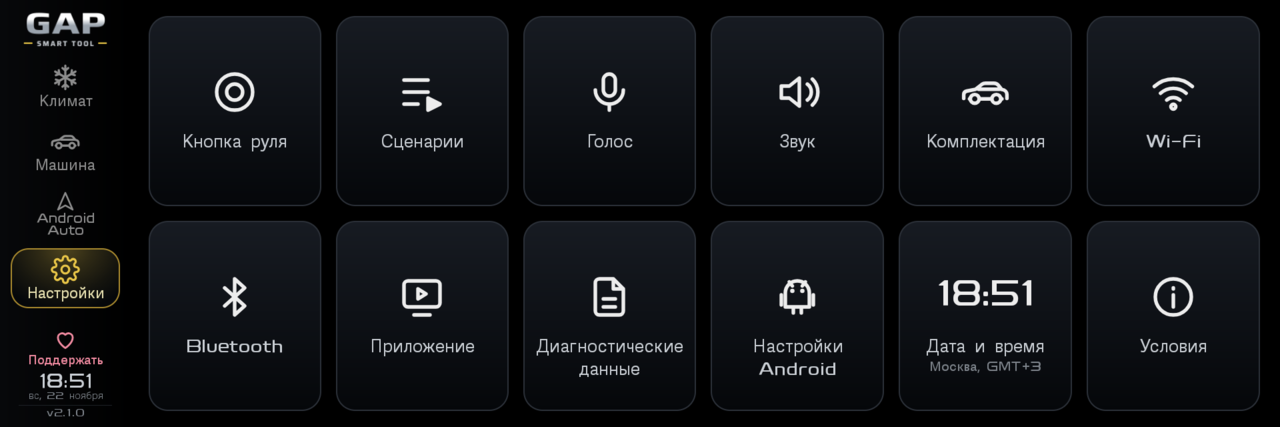 GAP
SMART TOOL
Климат
Машина
Android
Auto
Настройки
Поддержать
18:51
вс, 22 ноября
v2.1.0
Кнопка руля
Сценарии
Голос
Звук
Комплектация
Wi-Fi
Bluetooth
Приложение
Диагностические
данные
Настройки
Android
18:51
Дата и время
Москва, GMT+3
Условия